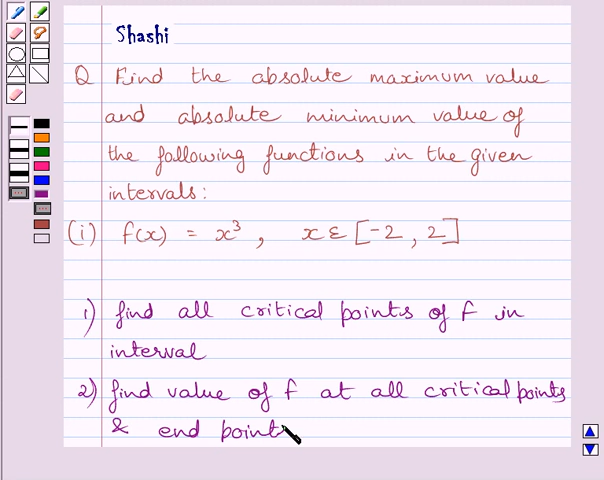 Shashi
Q Find the absolute maximum value
and absolute minimum value of
the following functions in the given
intervals:
(i) f(x) = x³, x ε [-2, 2]
1) find all critical points of f in
interval
2) find value of f at all critical points
& end points